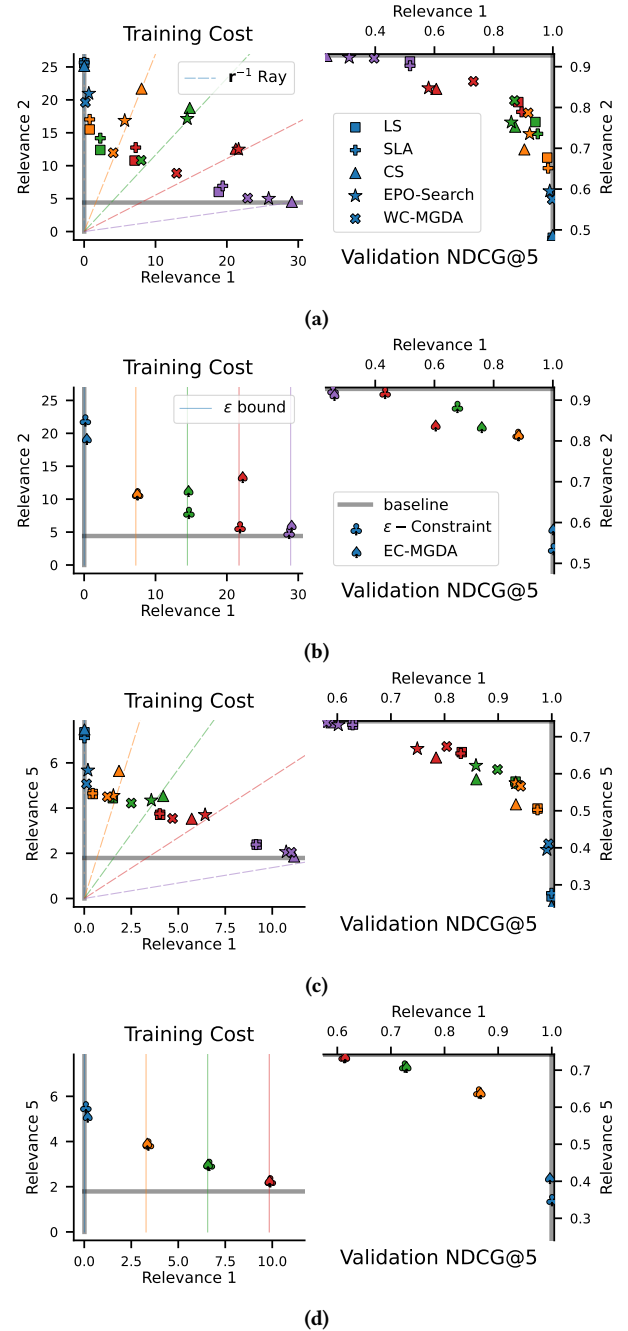 Training Cost
Relevance 2
25
20
15
10
5
0
0
10
20
30
Relevance 1
r⁻¹ Ray
Relevance 1
0.4
0.6
0.8
1.0
0.9
0.8
0.7
0.6
0.5
Relevance 2
LS
SLA
CS
EPO-Search
WC-MGDA
Validation NDCG@5
(a)
Training Cost
Relevance 2
25
20
15
10
5
0
0
10
20
30
Relevance 1
ε bound
Relevance 1
0.4
0.6
0.8
1.0
0.9
0.8
0.7
0.6
0.5
Relevance 2
baseline
ε − Constraint
EC-MGDA
Validation NDCG@5
(b)
Training Cost
Relevance 5
6
4
2
0
0.0
2.5
5.0
7.5
10.0
Relevance 1
Relevance 1
0.6
0.7
0.8
0.9
1.0
0.7
0.6
0.5
0.4
0.3
Relevance 5
Validation NDCG@5
(c)
Training Cost
Relevance 5
6
4
2
0
0.0
2.5
5.0
7.5
10.0
Relevance 1
Relevance 1
0.6
0.7
0.8
0.9
1.0
0.7
0.6
0.5
0.4
0.3
Relevance 5
Validation NDCG@5
(d)